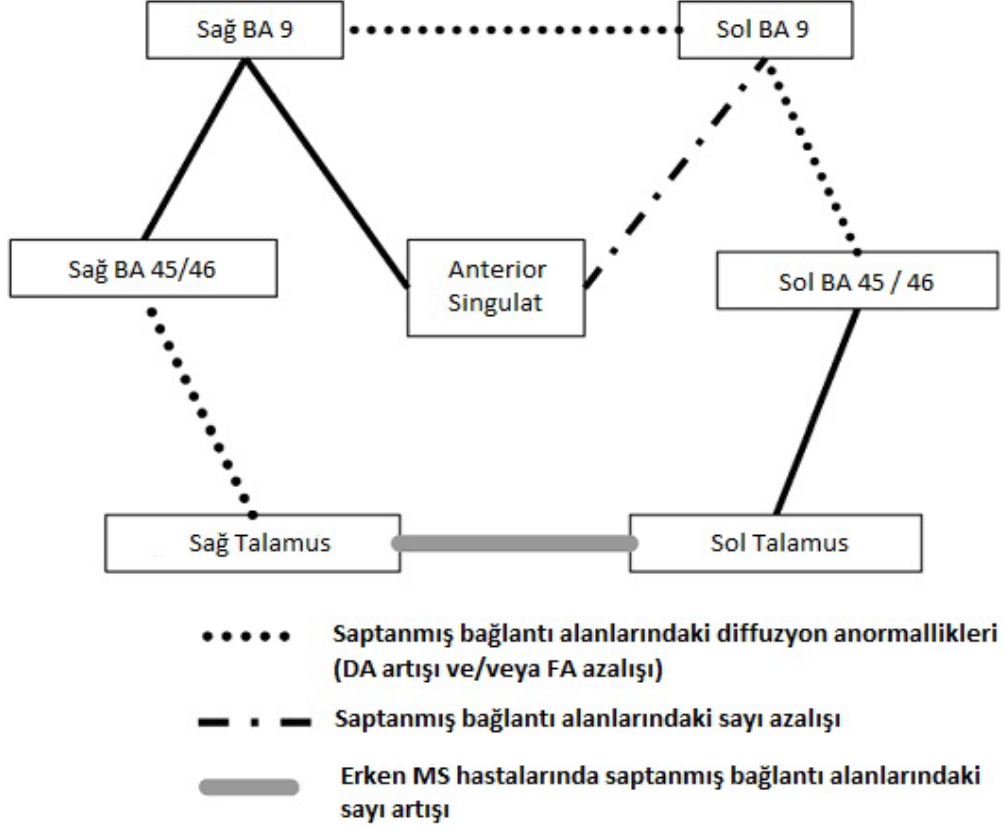 Sağ BA 9
Sol BA 9
Sağ BA 45/46
Anterior
Singulat
Sol BA 45 / 46
Sağ Talamus
Sol Talamus
Saptanmış bağlantı alanlarındaki diffuzyon anormallikleri
(DA artışı ve/veya FA azalışı)
Saptanmış bağlantı alanlarındaki sayı azalışı
Erken MS hastalarında saptanmış bağlantı alanlarındaki
sayı artışı